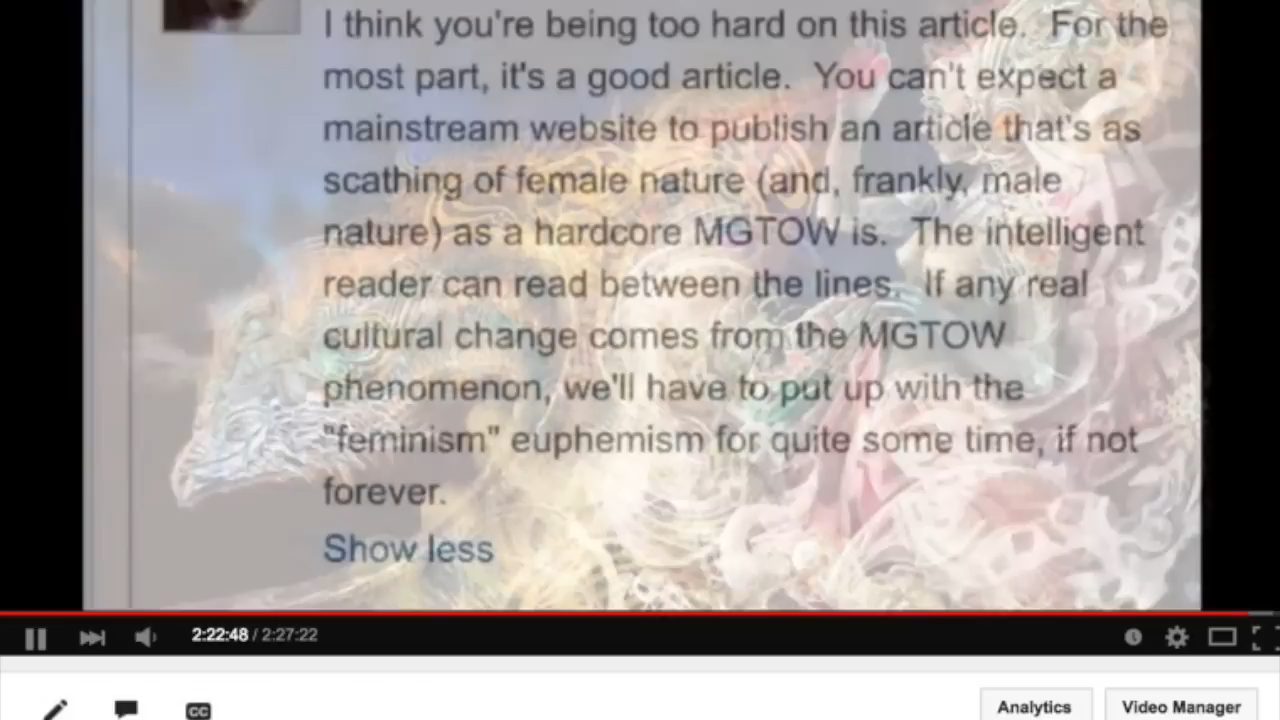 I think you're being too hard on this article.  For the
most part, it's a good article.  You can't expect a
mainstream website to publish an article that's as
scathing of female nature (and, frankly, male
nature) as a hardcore MGTOW is.  The intelligent
reader can read between the lines.  If any real
cultural change comes from the MGTOW
phenomenon, we'll have to put up with the
"feminism" euphemism for quite some time, if not
forever.
Show less
2:22:48 / 2:27:22
CC
Analytics
Video Manager